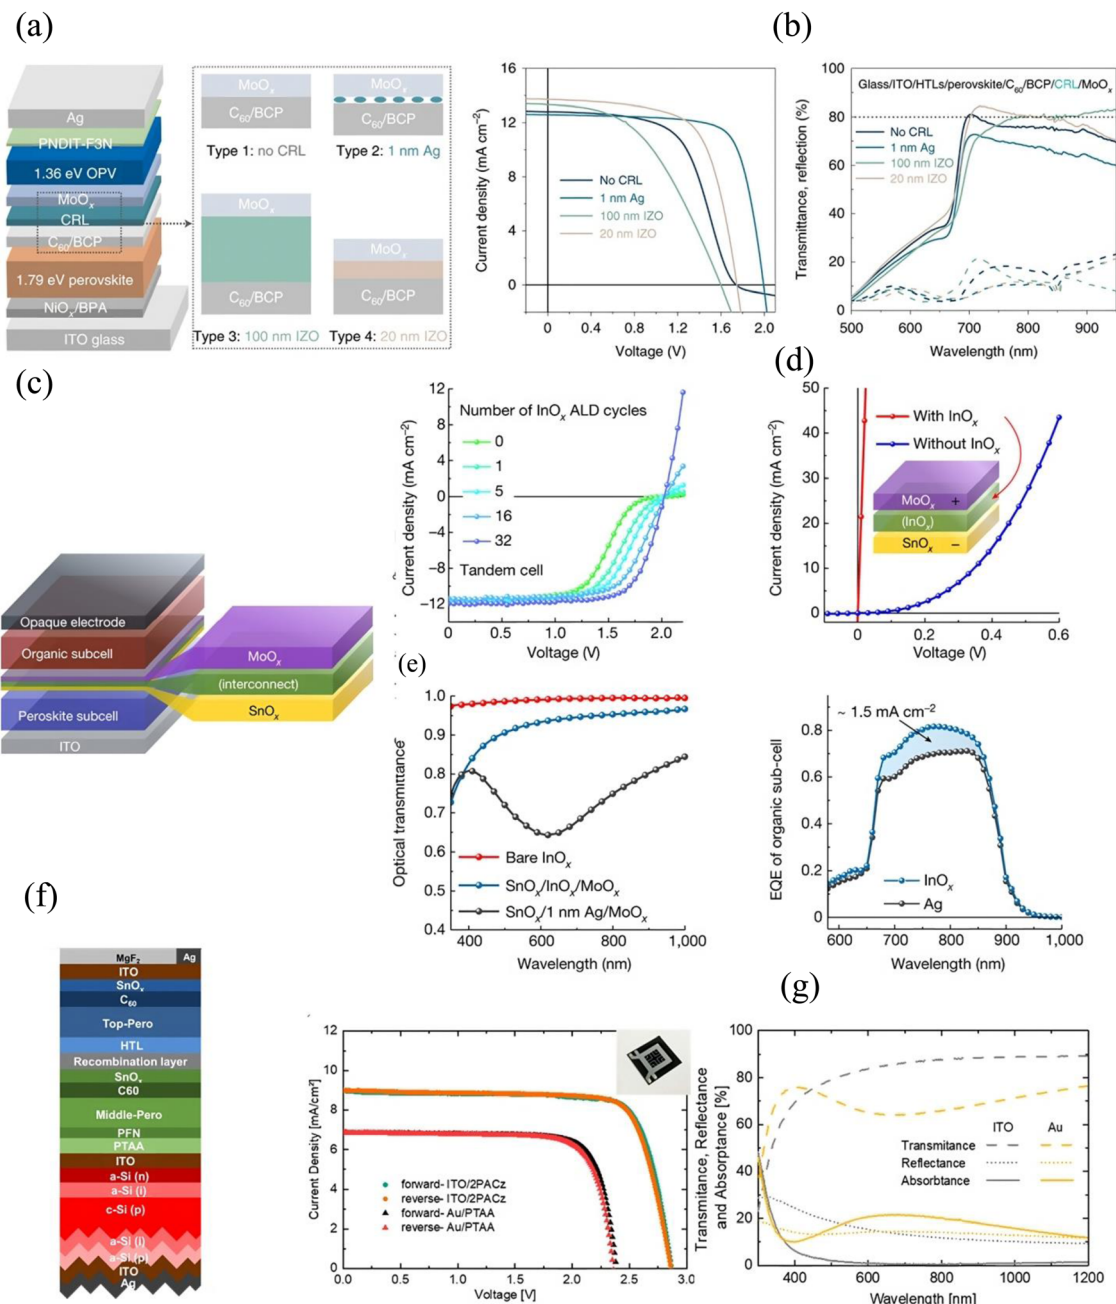 (a)
Ag
PNDIT-F3N
1.36 eV OPV
MoOₓ
CRL
C₆₀/BCP
1.79 eV perovskite
NiOₓ/BPA
ITO glass
MoOₓ
C₆₀/BCP
Type 1: no CRL
MoOₓ
C₆₀/BCP
Type 2: 1 nm Ag
MoOₓ
C₆₀/BCP
Type 3: 100 nm IZO
MoOₓ
C₆₀/BCP
Type 4: 20 nm IZO
Current density (mA cm⁻²)
16
12
8
4
0
No CRL
1 nm Ag
100 nm IZO
20 nm IZO
0 0.4 0.8 1.2 1.6 2.0
Voltage (V)
(b)
Transmittance, reflection (%)
100
90
80
70
60
50
40
30
20
10
0
Glass/ITO/HTLs/perovskite/C₆₀/BCP/CRL/MoOₓ
No CRL
1 nm Ag
100 nm IZO
20 nm IZO
500 600 700 800 900
Wavelength (nm)
(c)
Opaque electrode
Organic subcell
Peroskite subcell
ITO
MoOₓ
(interconnect)
SnOₓ
Current density (mA cm⁻²)
12
8
4
0
−4
−8
−12
Number of InOₓ ALD cycles
0
1
5
16
32
Tandem cell
0 0.5 1.0 1.5 2.0
Voltage (V)
(d)
Current density (mA cm⁻²)
50
40
30
20
10
0
With InOₓ
Without InOₓ
MoOₓ +
(InOₓ)
SnOₓ −
0 0.2 0.4 0.6
Voltage (V)
(e)
Optical transmittance
1.0
0.9
0.8
0.7
0.6
0.5
0.4
Bare InOₓ
SnOₓ/InOₓ/MoOₓ
SnOₓ/1 nm Ag/MoOₓ
400 600 800 1,000
Wavelength (nm)
EQE of organic sub-cell
0.8
0.6
0.4
0.2
0
~ 1.5 mA cm⁻²
InOₓ
Ag
600 700 800 900 1,000
Wavelength (nm)
(f)
MgF₂
Ag
ITO
SnOₓ
C₆₀
Top-Pero
HTL
Recombination layer
SnOₓ
C60
Middle-Pero
PFN
PTAA
ITO
a-Si (n)
a-Si (i)
c-Si (p)
a-Si (i)
a-Si (p)
ITO
Ag
Current Density [mA/cm²]
12
10
8
6
4
2
0
forward- ITO/2PACz
reverse- ITO/2PACz
forward- Au/PTAA
reverse- Au/PTAA
0.0 0.5 1.0 1.5 2.0 2.5 3.0
Voltage [V]
(g)
Transmitance, Reflectance
and Absorptance [%]
100
80
60
40
20
0
ITO Au
Transmitance
Reflectance
Absorbtance
400 600 800 1000 1200
Wavelength [nm]